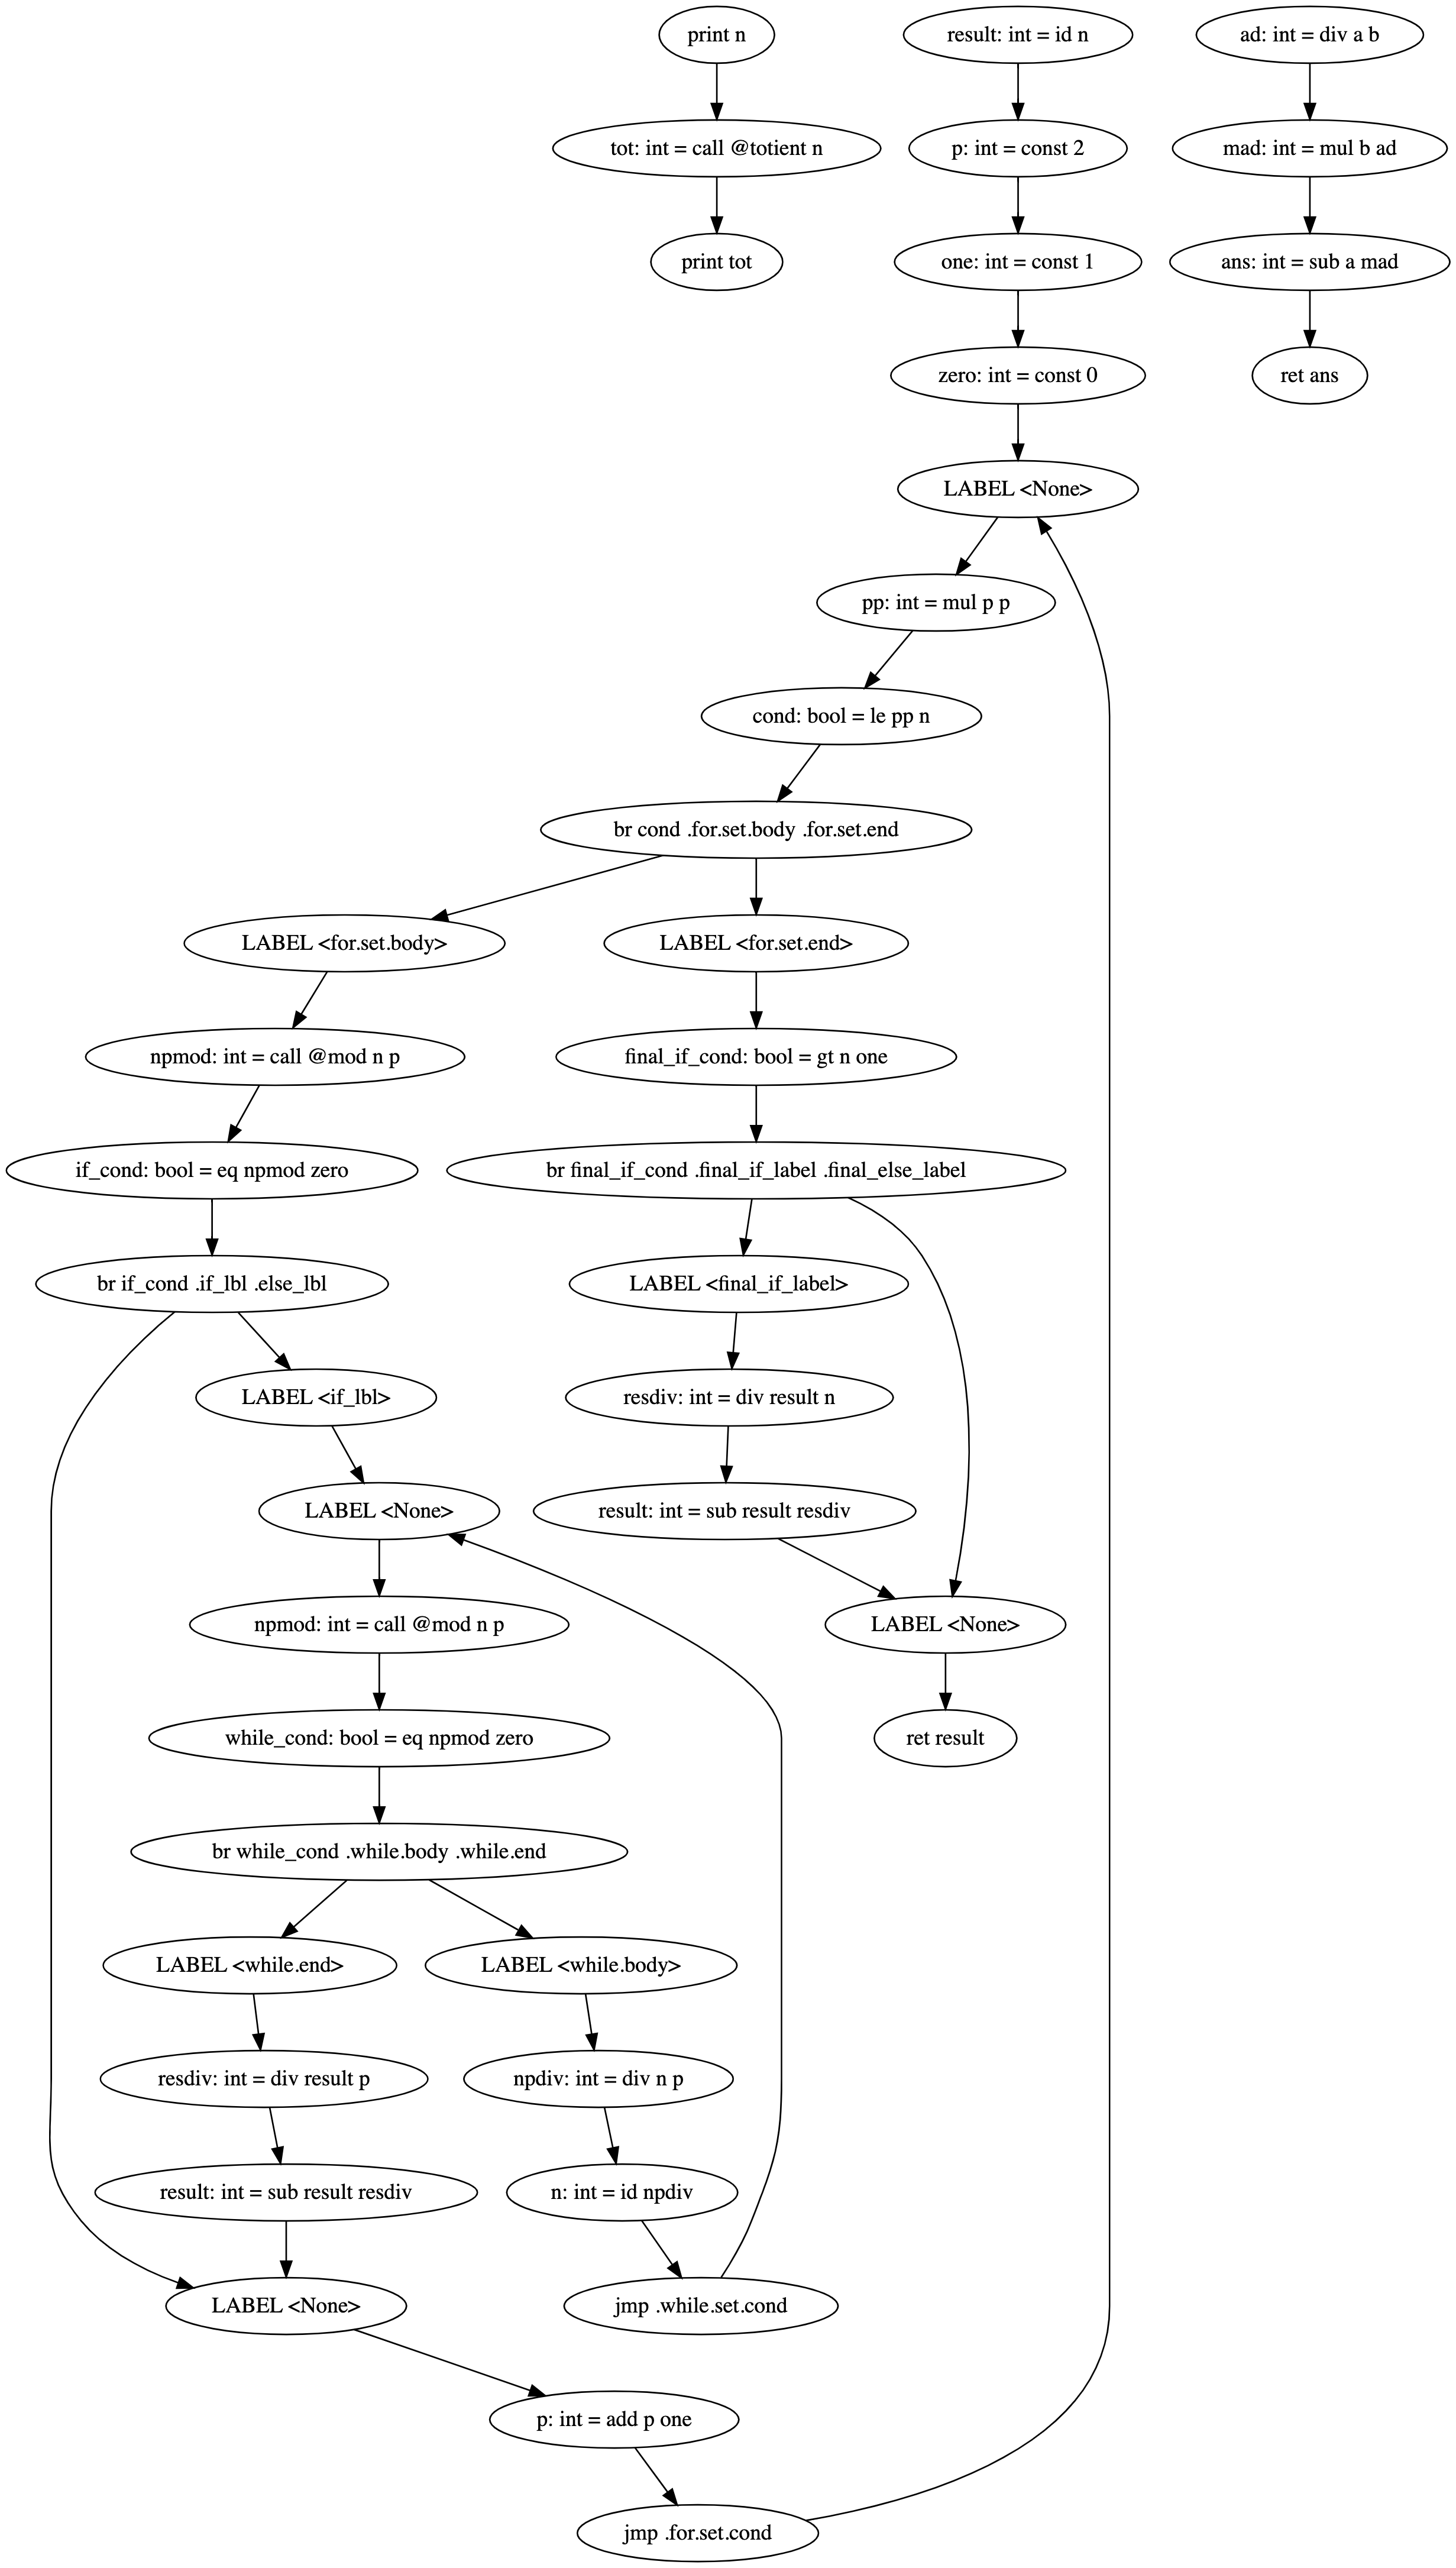 print n
tot: int = call @totient n
print tot
result: int = id n
p: int = const 2
one: int = const 1
zero: int = const 0
LABEL <None>
pp: int = mul p p
cond: bool = le pp n
br cond .for.set.body .for.set.end
LABEL <for.set.body>
npmod: int = call @mod n p
if_cond: bool = eq npmod zero
br if_cond .if_lbl .else_lbl
LABEL <if_lbl>
LABEL <None>
npmod: int = call @mod n p
while_cond: bool = eq npmod zero
br while_cond .while.body .while.end
LABEL <while.end>
resdiv: int = div result p
result: int = sub result resdiv
LABEL <None>
LABEL <while.body>
npdiv: int = div n p
n: int = id npdiv
jmp .while.set.cond
p: int = add p one
jmp .for.set.cond
LABEL <for.set.end>
final_if_cond: bool = gt n one
br final_if_cond .final_if_label .final_else_label
LABEL <final_if_label>
resdiv: int = div result n
result: int = sub result resdiv
LABEL <None>
ret result
ad: int = div a b
mad: int = mul b ad
ans: int = sub a mad
ret ans